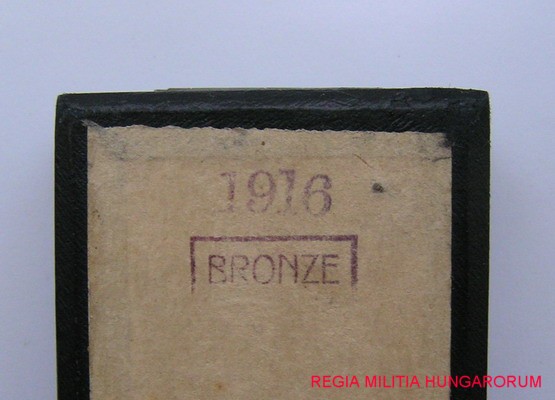 1916
BRONZE
REGIA MILITIA HUNGARORUM